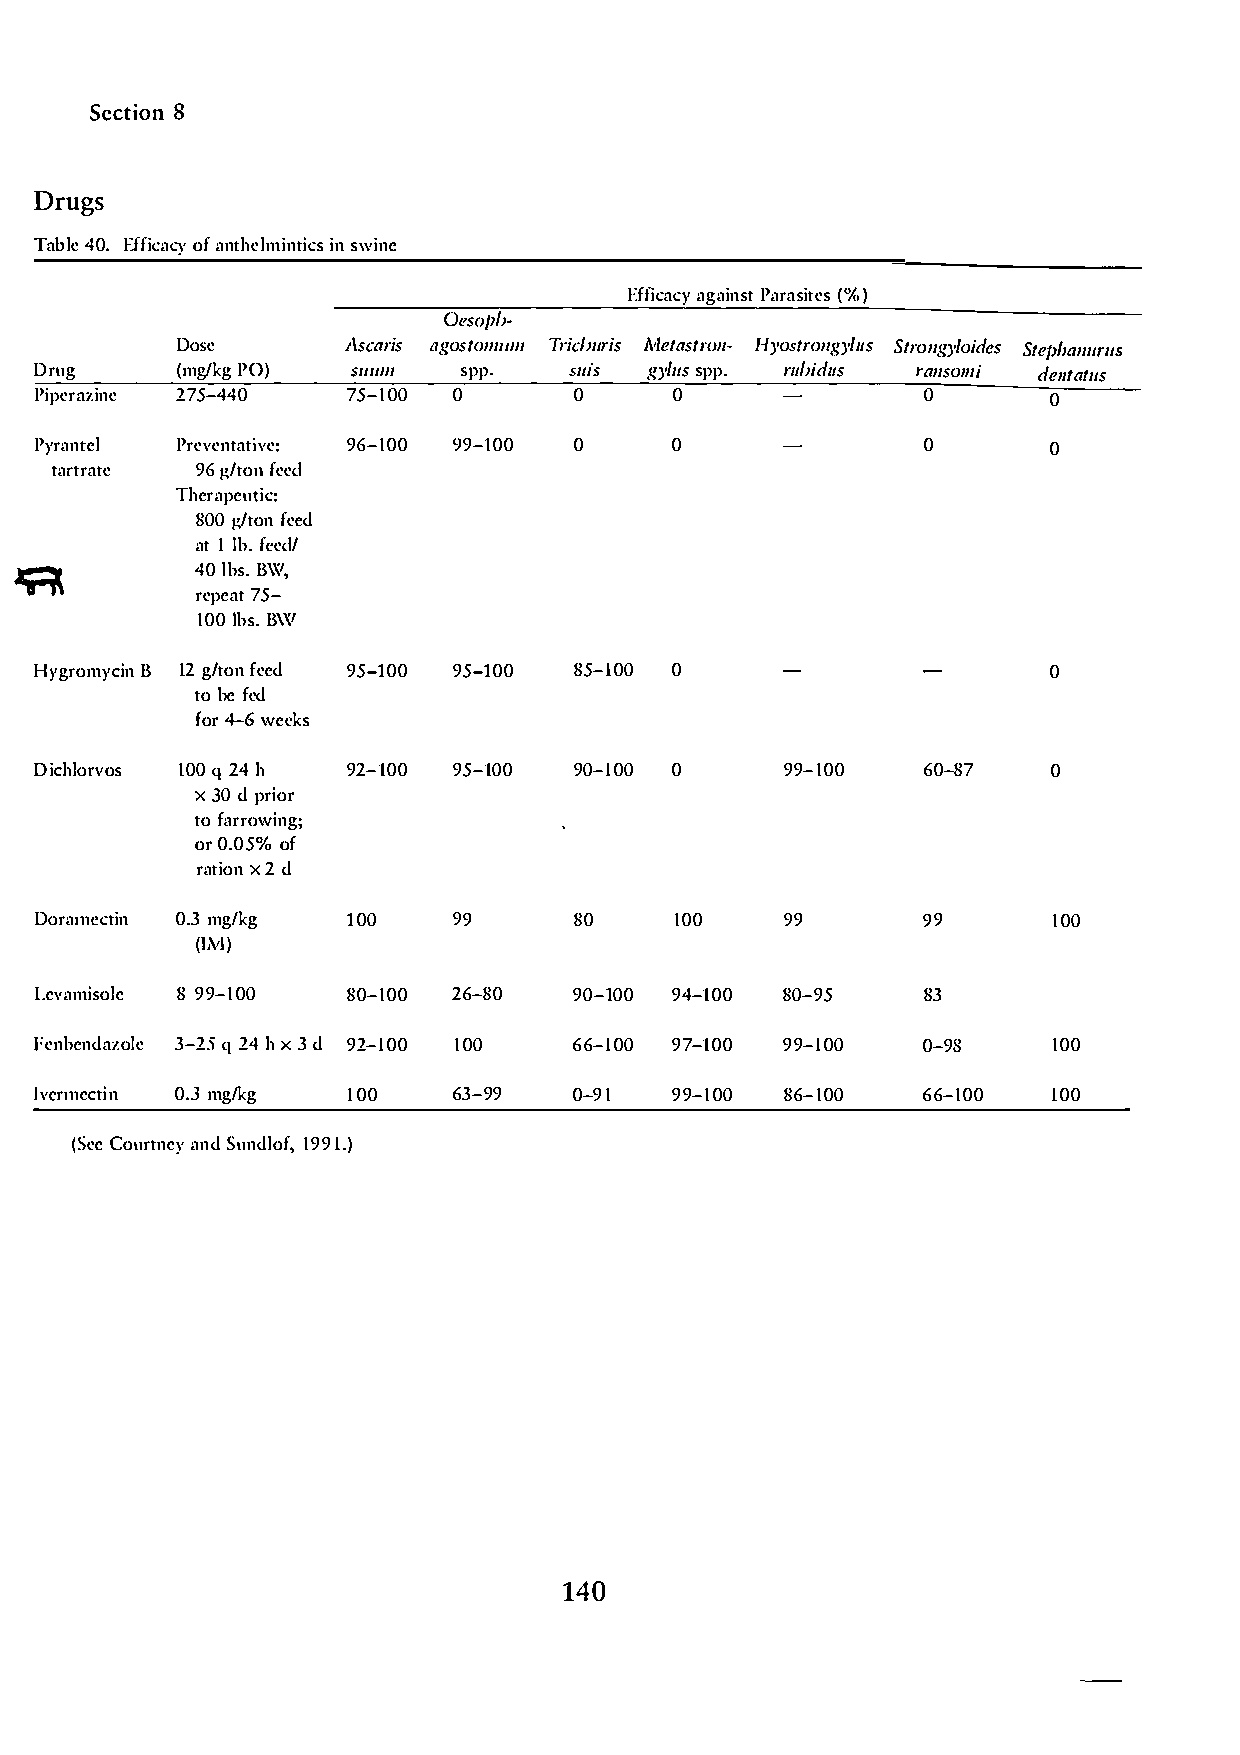 Section 8
Drugs
Table 40. Efficacy of anthelmintics in swine
Efficacy against Parasites (%)
Oesoph-
Dose Ascaris agostomum Trichuris Metastron- Hyostrongylus Strongyloides Stephanurus
Drug (mg/kg PO) suum spp. suis gylus spp. rubidus ransomi dentatus
Piperazine 275–440 75–100 0 0 0 — 0 0
Pyrantel Preventative: 96–100 99–100 0 0 — 0 0
tartrate 96 g/ton feed
Therapeutic:
800 g/ton feed
at 1 lb. feed/
40 lbs. BW,
repeat 75–
100 lbs. BW
Hygromycin B 12 g/ton feed 95–100 95–100 85–100 0 — — 0
to be fed
for 4–6 weeks
Dichlorvos 100 q 24 h 92–100 95–100 90–100 0 99–100 60–87 0
× 30 d prior
to farrowing;
or 0.05% of
ration × 2 d
Doramectin 0.3 mg/kg 100 99 80 100 99 99 100
(IM)
Levamisole 8 99–100 80–100 26–80 90–100 94–100 80–95 83
Fenbendazole 3–25 q 24 h × 3 d 92–100 100 66–100 97–100 99–100 0–98 100
Ivermectin 0.3 mg/kg 100 63–99 0–91 99–100 86–100 66–100 100
(See Courtney and Sundlof, 1991.)
140